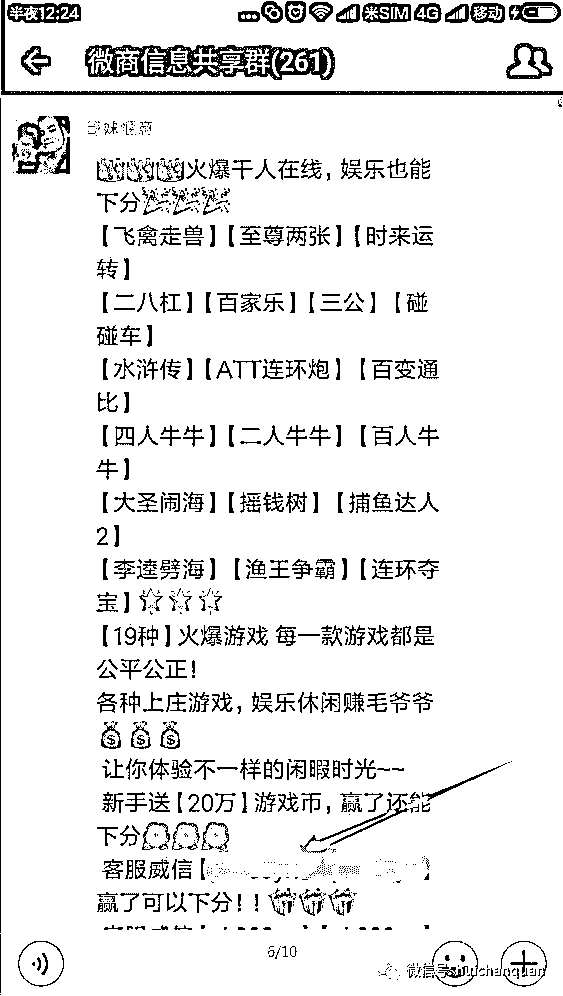 半夜12:24 米SIM 4G 移动
微商信息共享群(261)
火爆千人在线，娱乐也能
下分
【飞禽走兽】【至尊两张】【时来运
转】
【二八杠】【百家乐】【三公】【碰
碰车】
【水浒传】【ATT连环炮】【百变通
比】
【四人牛牛】【二人牛牛】【百人牛
牛】
【大圣闹海】【摇钱树】【捕鱼达人
2】
【李逵劈海】【渔王争霸】【连环夺
宝】
【19种】火爆游戏 每一款游戏都是
公平公正！
各种上庄游戏，娱乐休闲赚毛爷爷
让你体验不一样的闲暇时光~~
新手送【20万】游戏币，赢了还能
下分
客服威信【
赢了可以下分！！
6/10
微信号